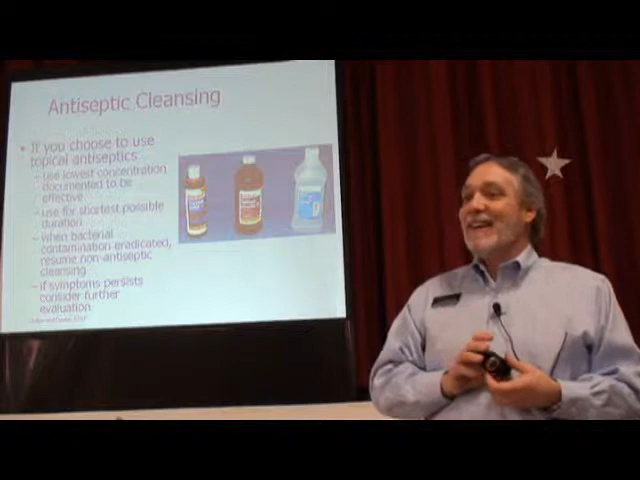 Antiseptic Cleansing
• If you choose to use
topical antiseptics
– use lowest concentration
documented to be
effective
– use for shortest possible
duration
– when bacterial
contamination eradicated,
resume non-antiseptic
cleansing
– if symptoms persists
consider further
evaluation